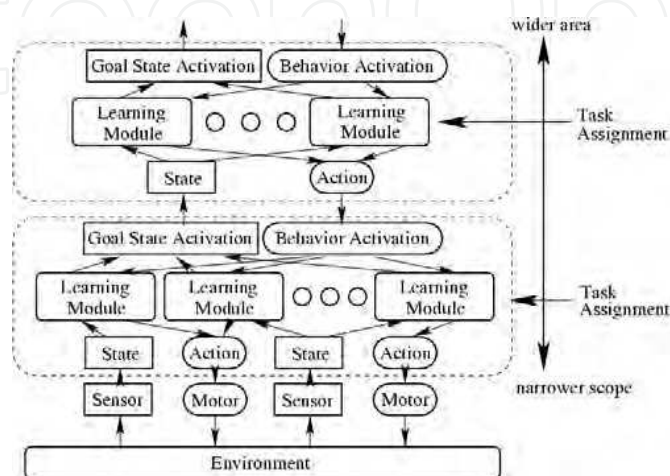 wider area
Goal State Activation
Behavior Activation
Learning
Module
Learning
Module
Task
Assignment
State
Action
Goal State Activation
Behavior Activation
Learning
Module
Learning
Module
Learning
Module
Task
Assignment
State
Action
State
Action
narrower scope
Sensor
Motor
Sensor
Motor
Environment